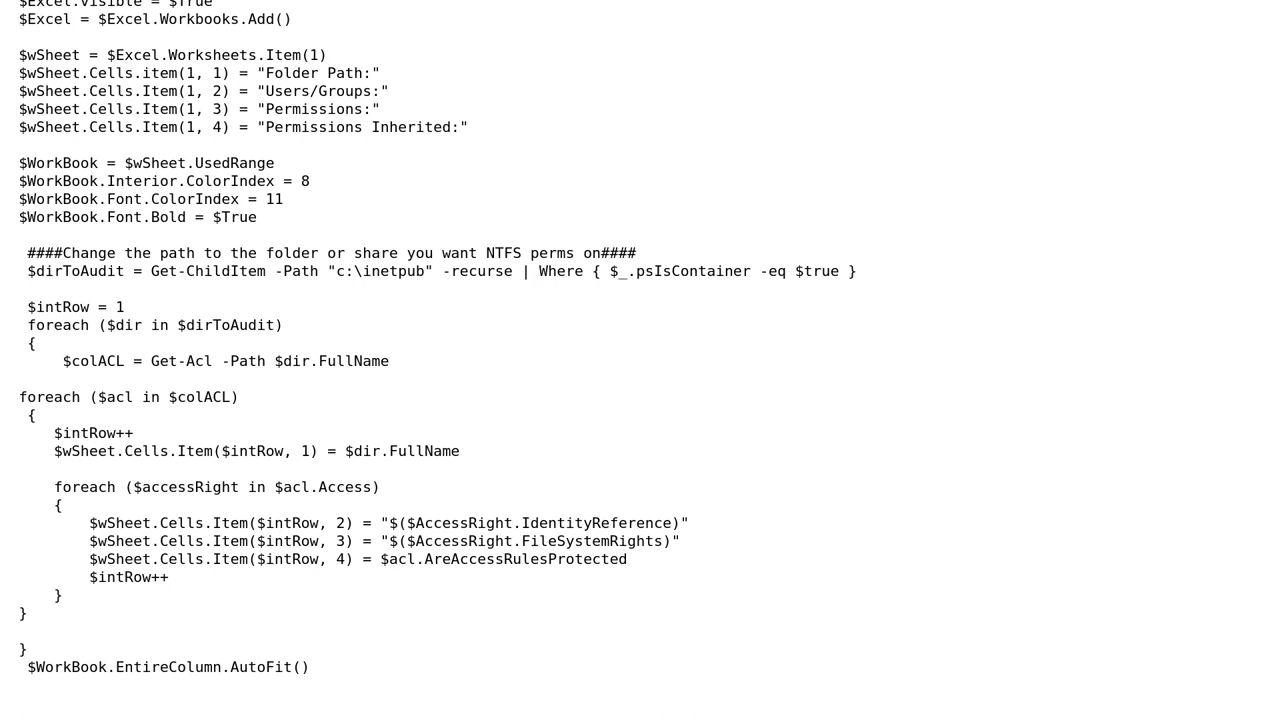 $Excel.visible = $True
$Excel = $Excel.Workbooks.Add()
$wSheet = $Excel.Worksheets.Item(1)
$wSheet.Cells.item(1, 1) = "Folder Path:"
$wSheet.Cells.Item(1, 2) = "Users/Groups:"
$wSheet.Cells.Item(1, 3) = "Permissions:"
$wSheet.Cells.Item(1, 4) = "Permissions Inherited:"
$WorkBook = $wSheet.UsedRange
$WorkBook.Interior.ColorIndex = 8
$WorkBook.Font.ColorIndex = 11
$WorkBook.Font.Bold = $True
####Change the path to the folder or share you want NTFS perms on####
$dirToAudit = Get-ChildItem -Path "c:\inetpub" -recurse | Where { $_.psIsContainer -eq $true }
$intRow = 1
foreach ($dir in $dirToAudit)
{
$colACL = Get-Acl -Path $dir.FullName
foreach ($acl in $colACL)
{
$intRow++
$wSheet.Cells.Item($intRow, 1) = $dir.FullName
foreach ($accessRight in $acl.Access)
{
$wSheet.Cells.Item($intRow, 2) = "$($AccessRight.IdentityReference)"
$wSheet.Cells.Item($intRow, 3) = "$($AccessRight.FileSystemRights)"
$wSheet.Cells.Item($intRow, 4) = $acl.AreAccessRulesProtected
$intRow++
}
}
}
$WorkBook.EntireColumn.AutoFit()